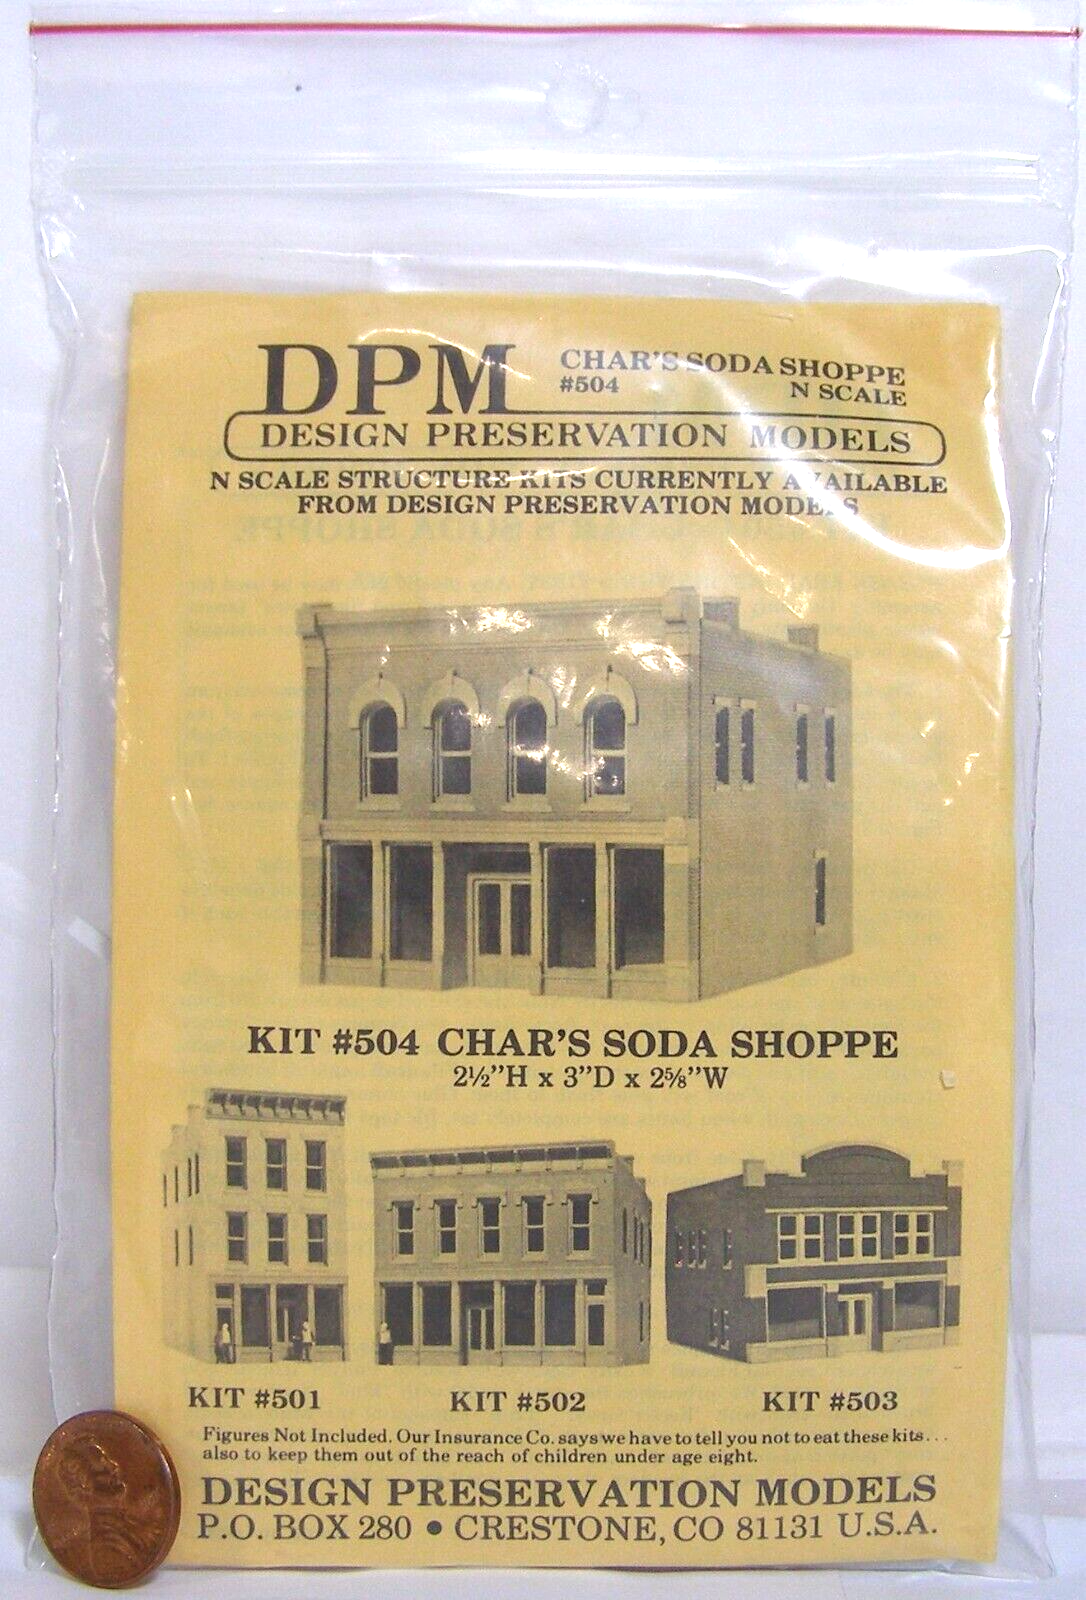 DPM
CHAR'S SODA SHOPPE
#504
N SCALE
DESIGN PRESERVATION MODELS
N SCALE STRUCTURE KITS CURRENTLY AVAILABLE
FROM DESIGN PRESERVATION MODELS
KIT #504 CHAR'S SODA SHOPPE
2½"H x 3"D x 2⅝"W
KIT #501
KIT #502
KIT #503
Figures Not Included. Our Insurance Co. says we have to tell you not to eat these kits...
also to keep them out of the reach of children under age eight.
DESIGN PRESERVATION MODELS
P.O. BOX 280 • CRESTONE, CO 81131 U.S.A.